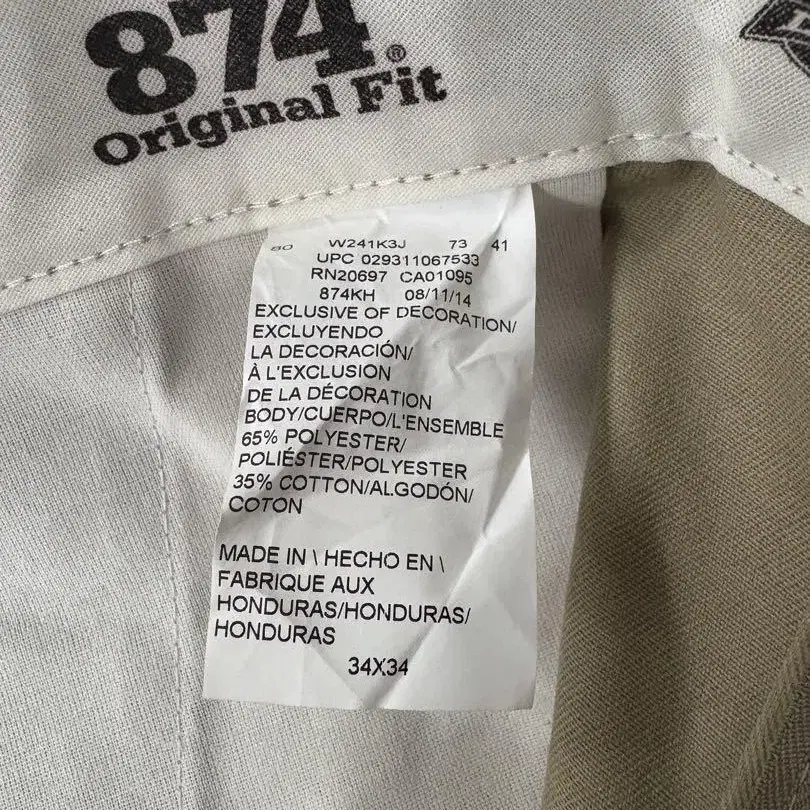 874®
Original Fit
80 W241K3J 73 41
UPC 029311067533
RN20697 CA01095
874KH 08/11/14
EXCLUSIVE OF DECORATION/
EXCLUYENDO
LA DECORACIÓN/
À L'EXCLUSION
DE LA DÉCORATION
BODY/CUERPO/L'ENSEMBLE
65% POLYESTER/
POLIÉSTER/POLYESTER
35% COTTON/ALGODÓN/
COTON
MADE IN \ HECHO EN \
FABRIQUE AUX
HONDURAS/HONDURAS/
HONDURAS
34X34